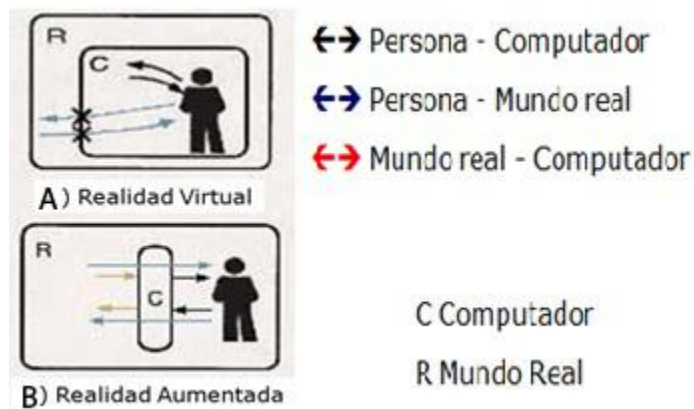 R
C
A) Realidad Virtual
R
C
B) Realidad Aumentada
Persona - Computador
Persona - Mundo real
Mundo real - Computador
C Computador
R Mundo Real